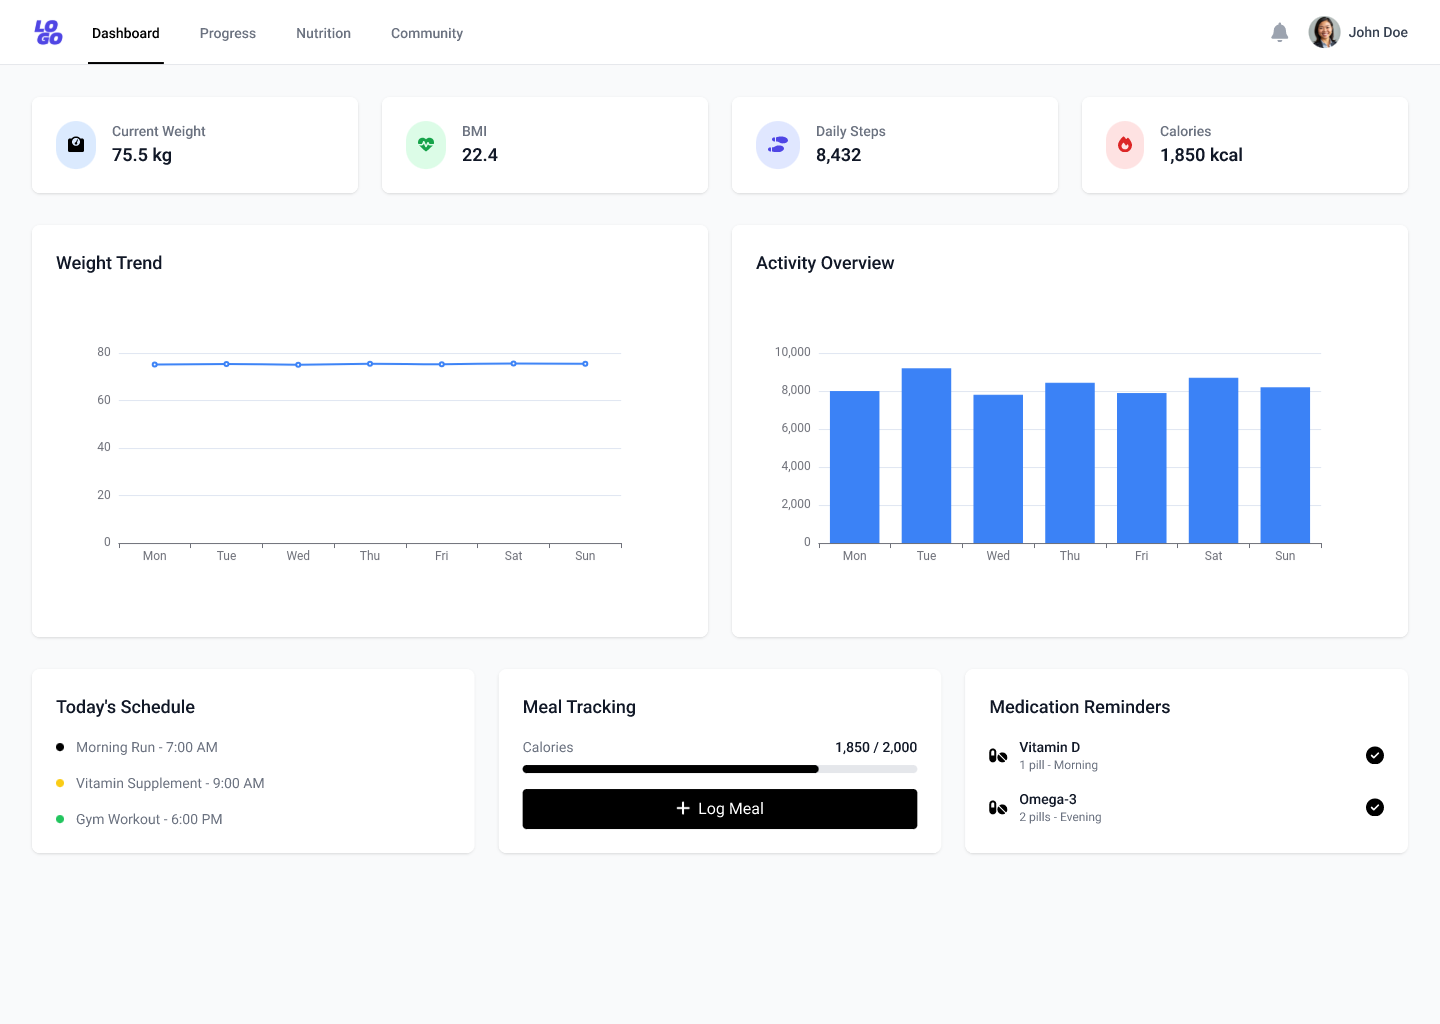 LO
GO
Dashboard
Progress
Nutrition
Community
John Doe
Current Weight
75.5 kg
BMI
22.4
Daily Steps
8,432
Calories
1,850 kcal
Weight Trend
80
60
40
20
0
Mon Tue Wed Thu Fri Sat Sun
Activity Overview
10,000
8,000
6,000
4,000
2,000
0
Mon Tue Wed Thu Fri Sat Sun
Today's Schedule
Morning Run - 7:00 AM
Vitamin Supplement - 9:00 AM
Gym Workout - 6:00 PM
Meal Tracking
Calories 1,850 / 2,000
+ Log Meal
Medication Reminders
Vitamin D
1 pill - Morning
Omega-3
2 pills - Evening